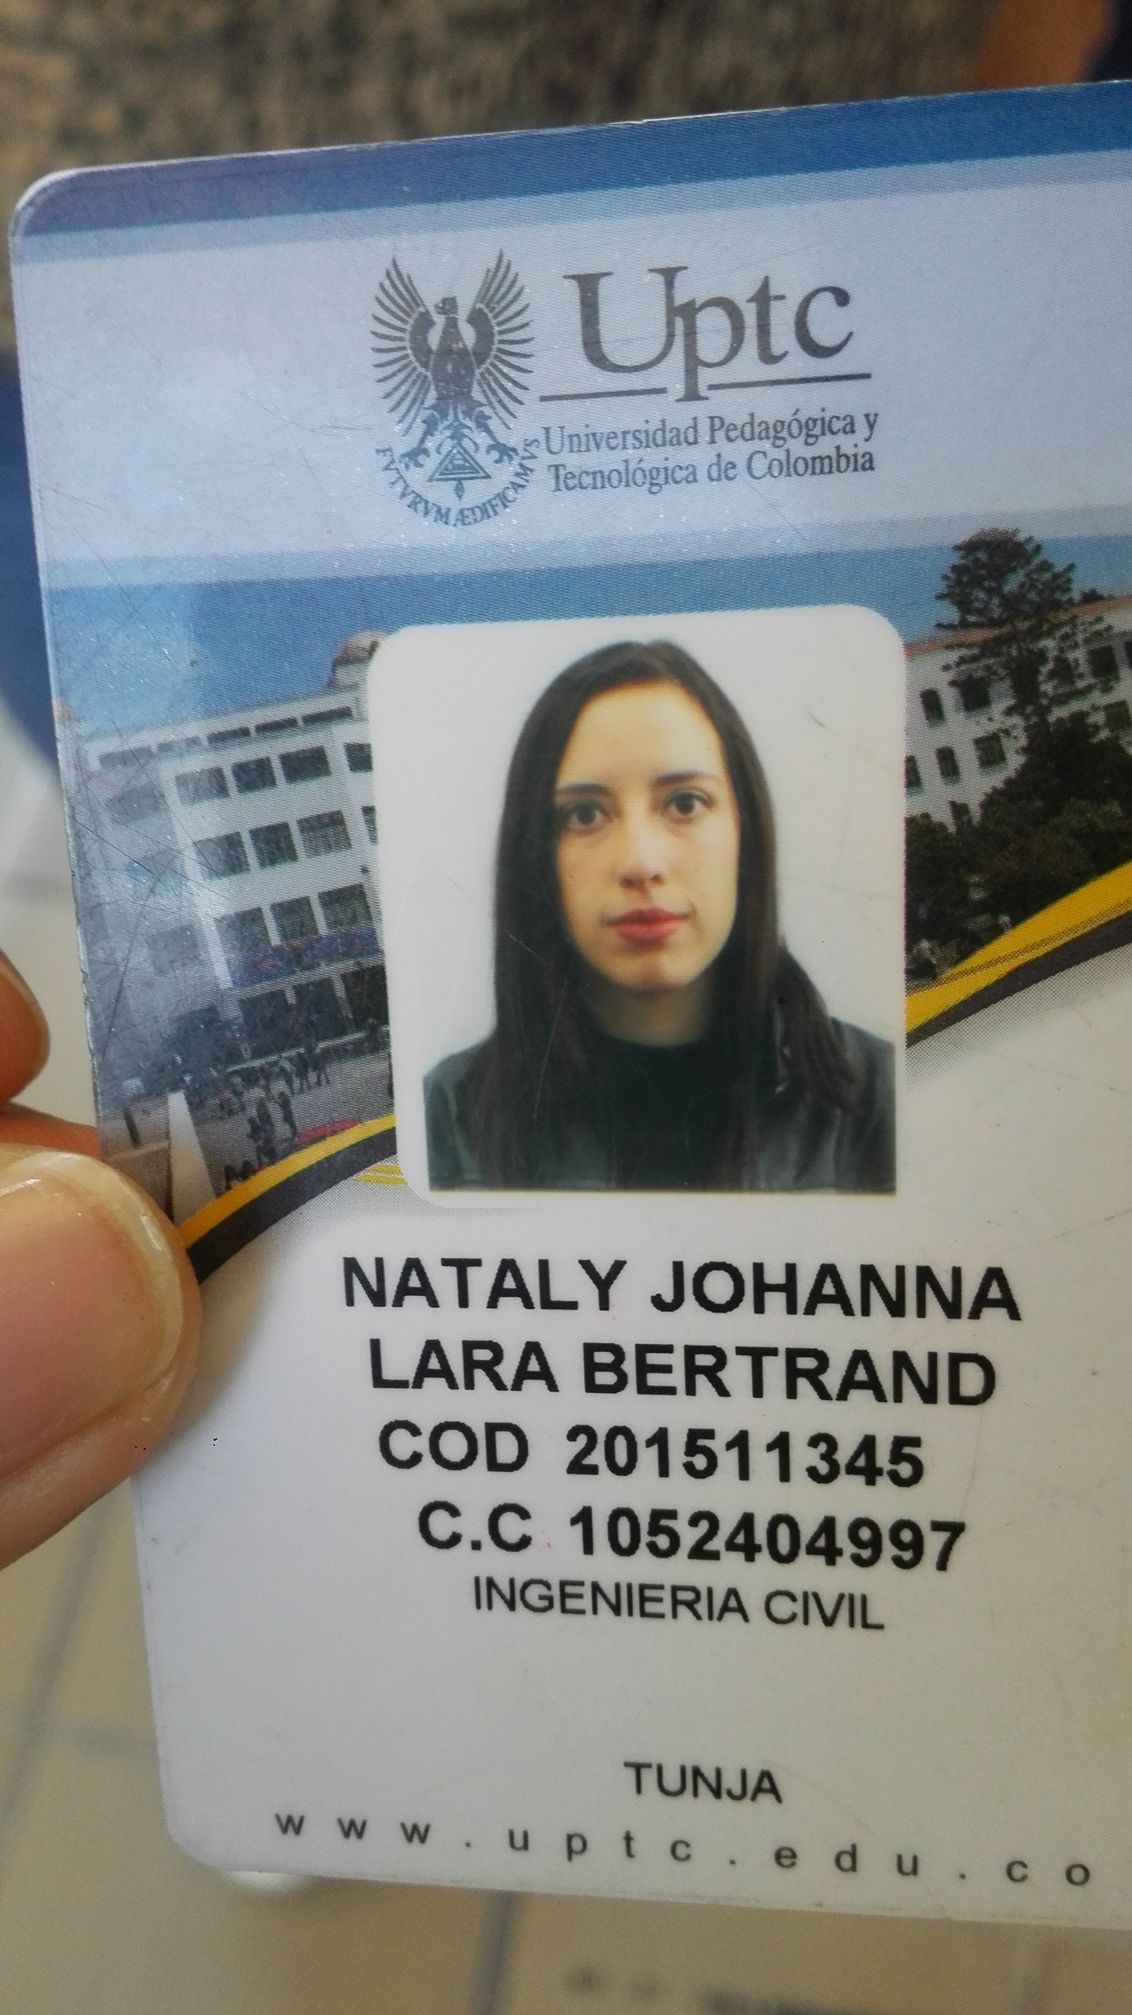 Uptc
Universidad Pedagógica y
Tecnológica de Colombia
FVTVRVM ÆDIFICAMVS
NATALY JOHANNA
LARA BERTRAND
COD 201511345
C.C 1052404997
INGENIERIA CIVIL
TUNJA
www.uptc.edu.co